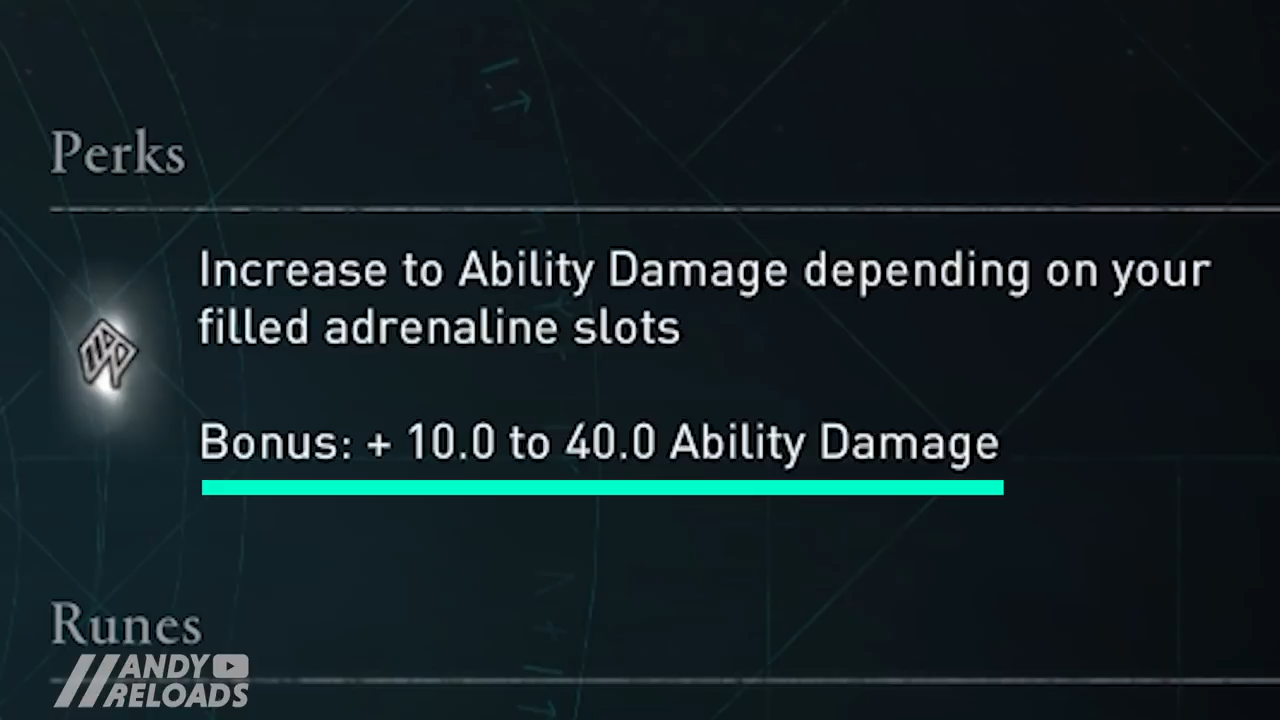 Perks
Increase to Ability Damage depending on your
filled adrenaline slots
Bonus: + 10.0 to 40.0 Ability Damage
Runes
//ANDY
RELOADS